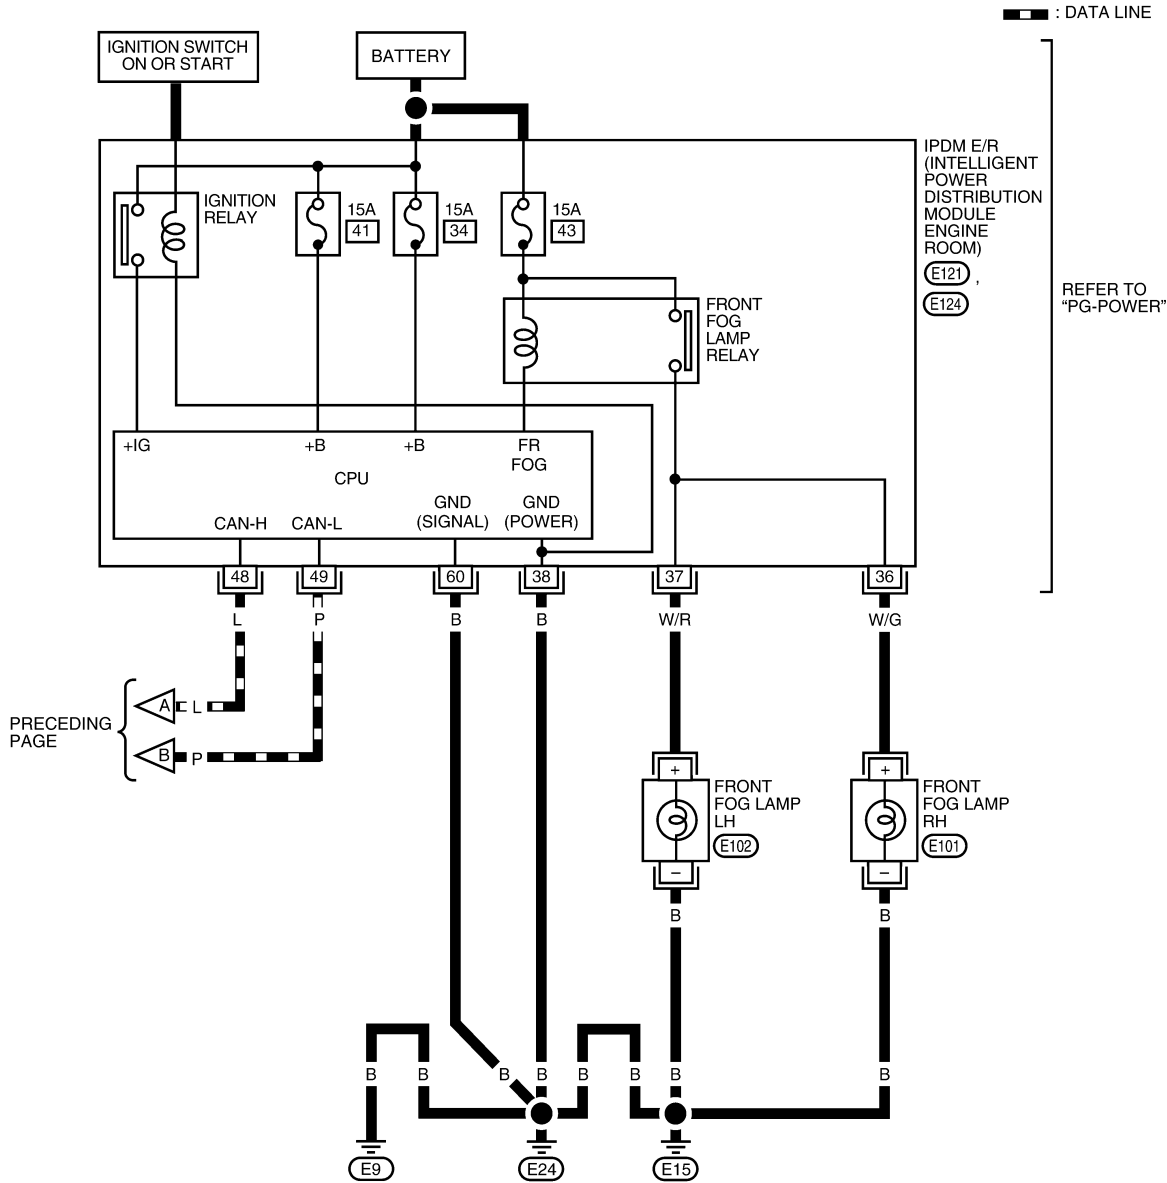 : DATA LINE
IGNITION SWITCH
ON OR START
BATTERY
IPDM E/R
(INTELLIGENT
POWER
DISTRIBUTION
MODULE
ENGINE
ROOM)
E121 ,
E124
REFER TO
“PG-POWER”
IGNITION
RELAY
15A
41
15A
34
15A
43
FRONT
FOG
LAMP
RELAY
+IG
+B
+B
FR
FOG
CPU
CAN-H
CAN-L
GND
(SIGNAL)
GND
(POWER)
48
49
60
38
37
36
L
P
B
B
W/R
W/G
PRECEDING
PAGE
A
L
B
P
+
FRONT
FOG LAMP
LH
E102
−
+
FRONT
FOG LAMP
RH
E101
−
B
B
B
B
B
B
B
B
B
B
E9
E24
E15